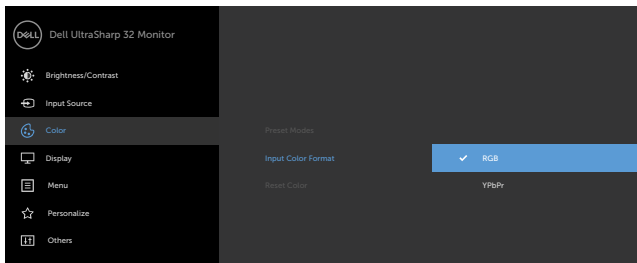 DELL
Dell UltraSharp 32 Monitor
Brightness/Contrast
Input Source
Color
Preset Modes
Display
Input Color Format
RGB
Menu
Reset Color
YPbPr
Personalize
Others